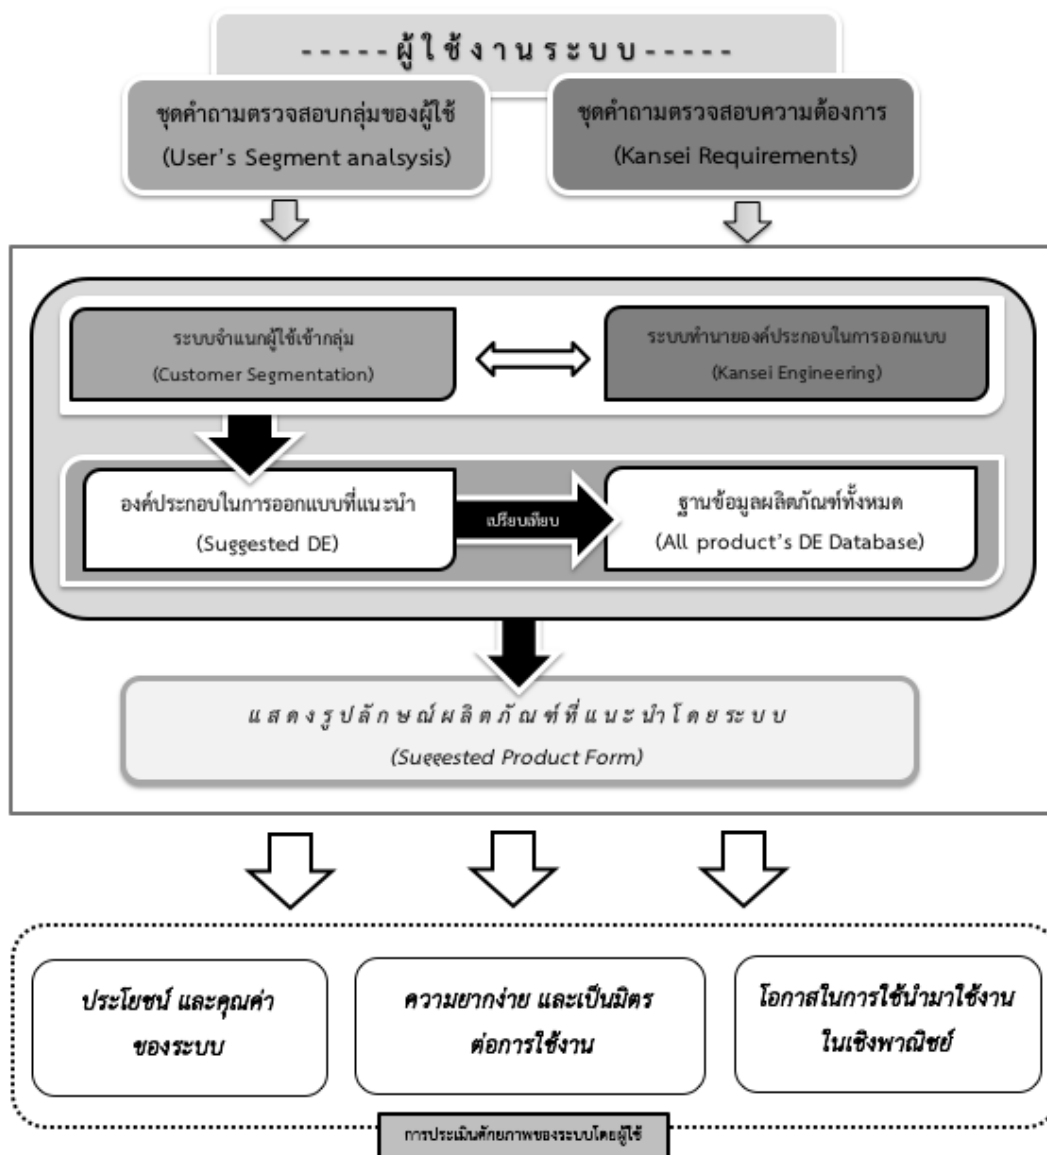 -----ผู้ใช้งานระบบ-----
ชุดคำถามตรวจสอบกลุ่มของผู้ใช้
(User's Segment analsysis)
ชุดคำถามตรวจสอบความต้องการ
(Kansei Requirements)
ระบบจำแนกผู้ใช้เข้ากลุ่ม
(Customer Segmentation)
ระบบทำนายองค์ประกอบในการออกแบบ
(Kansei Engineering)
องค์ประกอบในการออกแบบที่แนะนำ
(Suggested DE)
เปรียบเทียบ
ฐานข้อมูลผลิตภัณฑ์ทั้งหมด
(All product's DE Database)
แสดงรูปลักษณ์ผลิตภัณฑ์ที่แนะนำโดยระบบ
(Suggested Product Form)
ประโยชน์ และคุณค่า
ของระบบ
ความยากง่าย และเป็นมิตร
ต่อการใช้งาน
โอกาสในการใช้นำมาใช้งาน
ในเชิงพาณิชย์
การประเมินศักยภาพของระบบโดยผู้ใช้